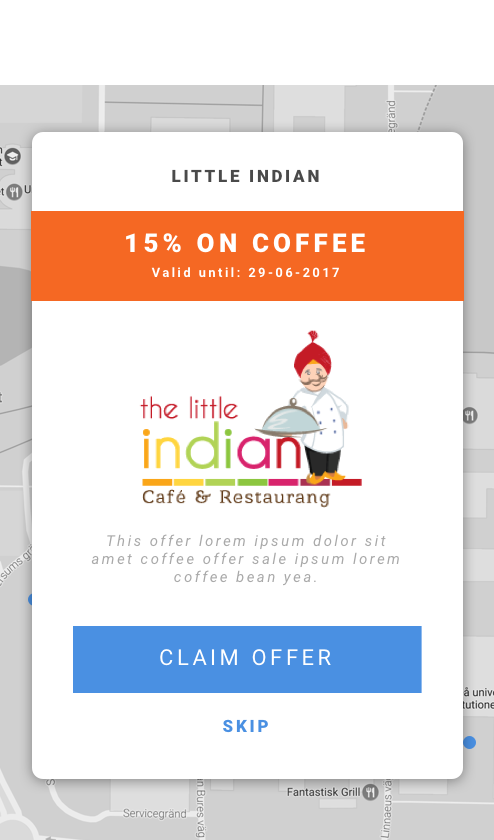 LITTLE INDIAN
15% ON COFFEE
Valid until: 29-06-2017
the little
indian
Café & Restaurang
This offer lorem ipsum dolor sit
amet coffee offer sale ipsum lorem
coffee bean yea.
CLAIM OFFER
SKIP
Fantastisk Grill
Servicegränd